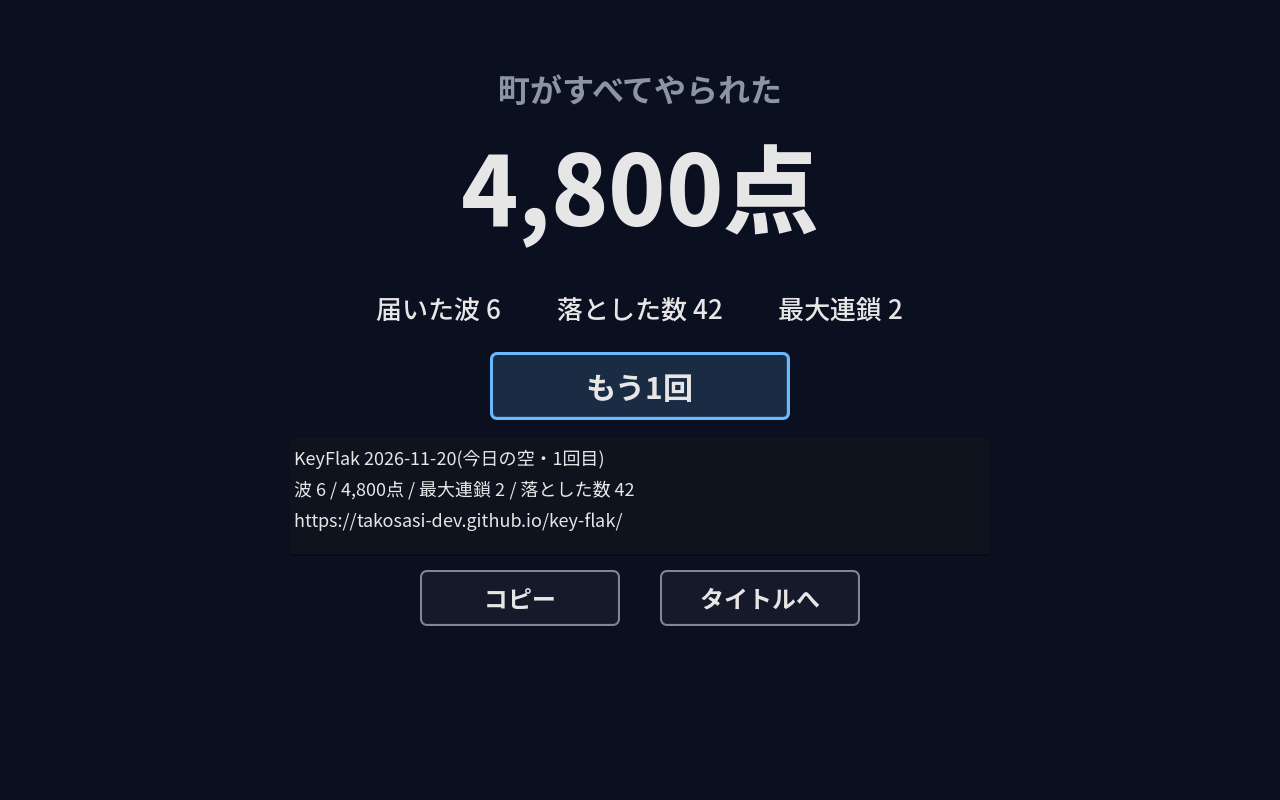 町がすべてやられた
4,800点
届いた波 6 落とした数 42 最大連鎖 2
もう1回
KeyFlak 2026-11-20(今日の空・1回目)
波 6 / 4,800点 / 最大連鎖 2 / 落とした数 42
https://takosasi-dev.github.io/key-flak/
コピー タイトルへ